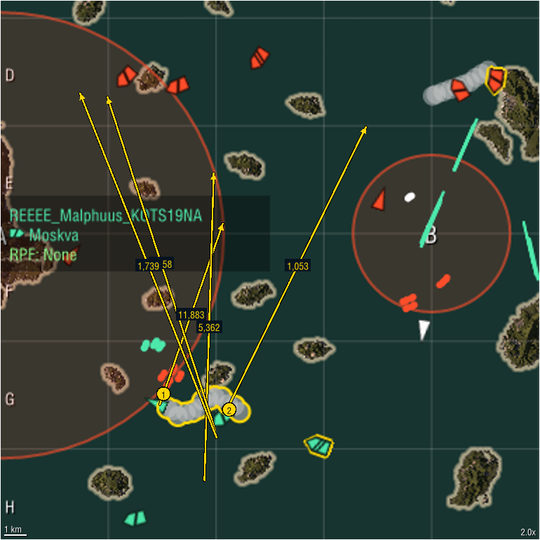 D
E
REEEE_Malphuus_KOTS19NA
Moskva
B
RPF: None
1,739
58
1,053
F
11,883
5,362
1
2
G
H
1 km
2.0x